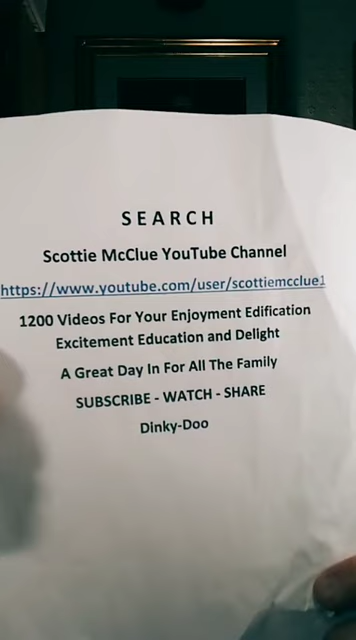 SEARCH
Scottie McClue YouTube Channel
https://www.youtube.com/user/scottiemcclue1
1200 Videos For Your Enjoyment Edification
Excitement Education and Delight
A Great Day In For All The Family
SUBSCRIBE - WATCH - SHARE
Dinky-Doo